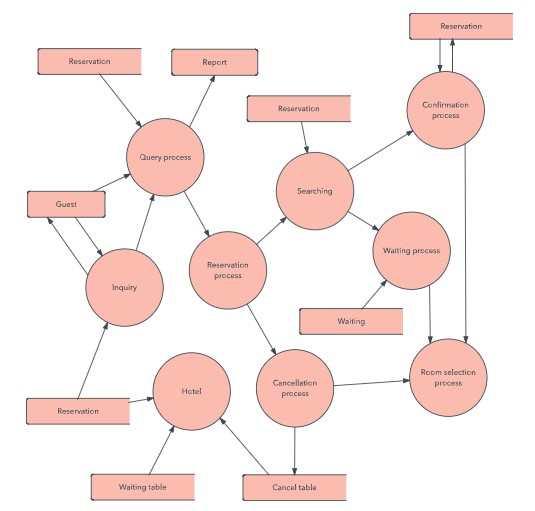 Reservation
Reservation
Report
Reservation
Confirmation
process
Query process
Searching
Guest
Waiting process
Reservation
process
Inquiry
Waiting
Room selection
process
Hotel
Cancellation
process
Reservation
Waiting table
Cancel table